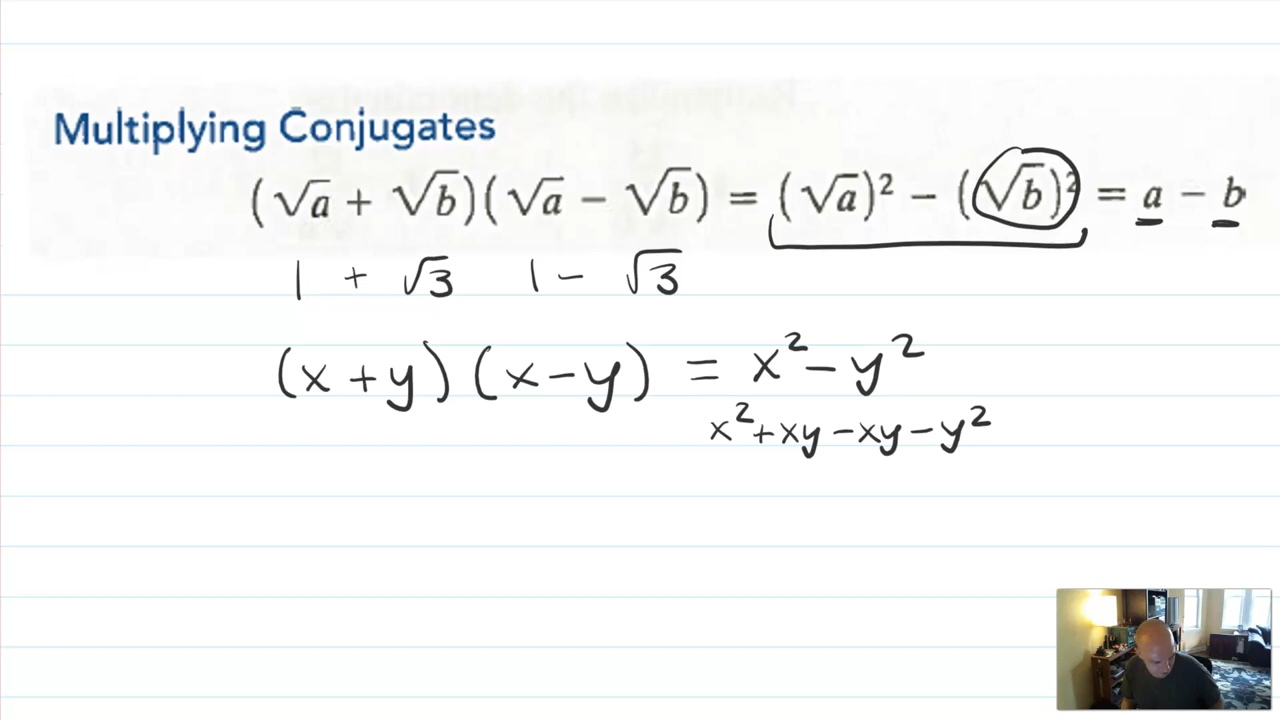 Multiplying Conjugates
(√a + √b)(√a − √b) = (√a)² − (√b)² = a − b
1 + √3 1 − √3
(x + y) (x − y) = x² − y²
x² + xy − xy − y²